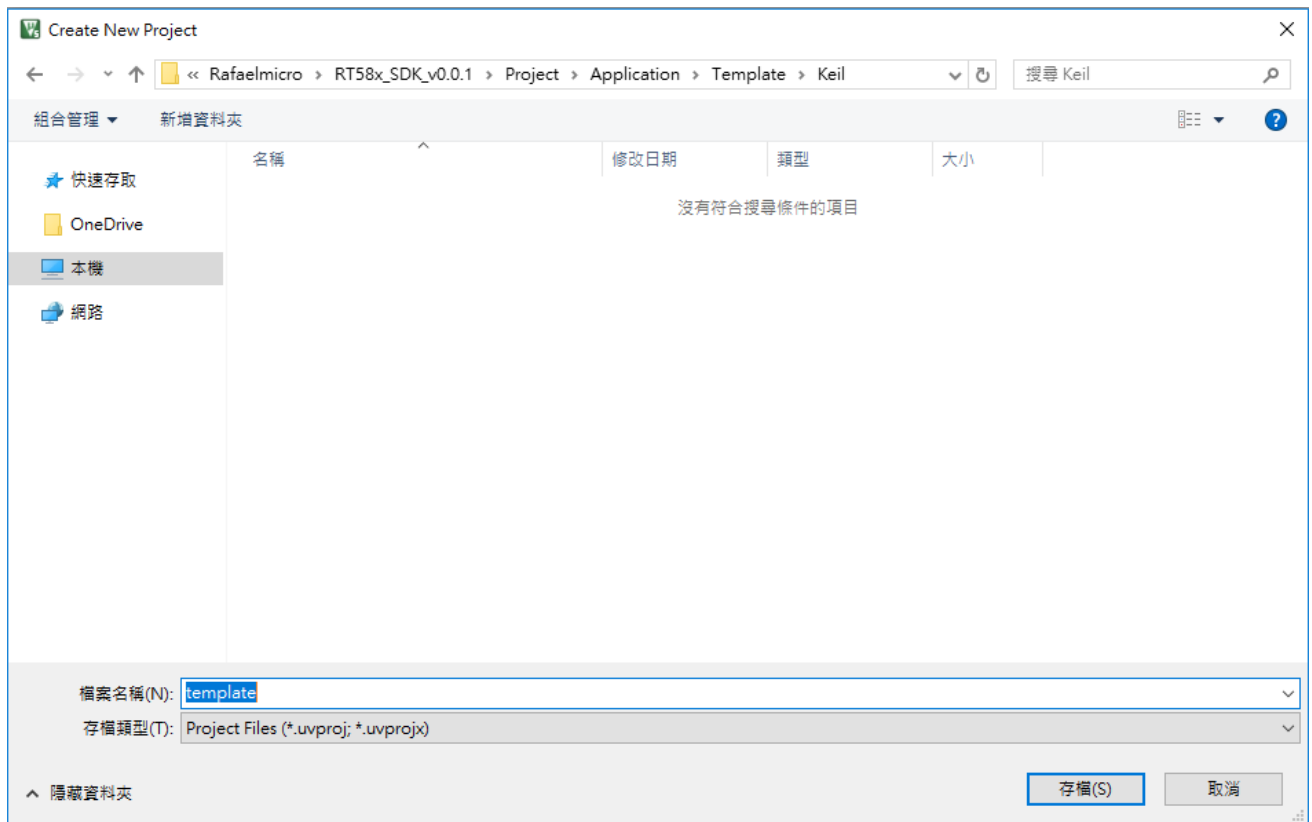 Create New Project
« Rafaelmicro › RT58x_SDK_v0.0.1 › Project › Application › Template › Keil
搜尋 Keil
組合管理
新增資料夾
名稱
修改日期
類型
大小
快速存取
沒有符合搜尋條件的項目
OneDrive
本機
網路
檔案名稱(N): template
存檔類型(T): Project Files (*.uvproj; *.uvprojx)
隱藏資料夾
存檔(S)
取消